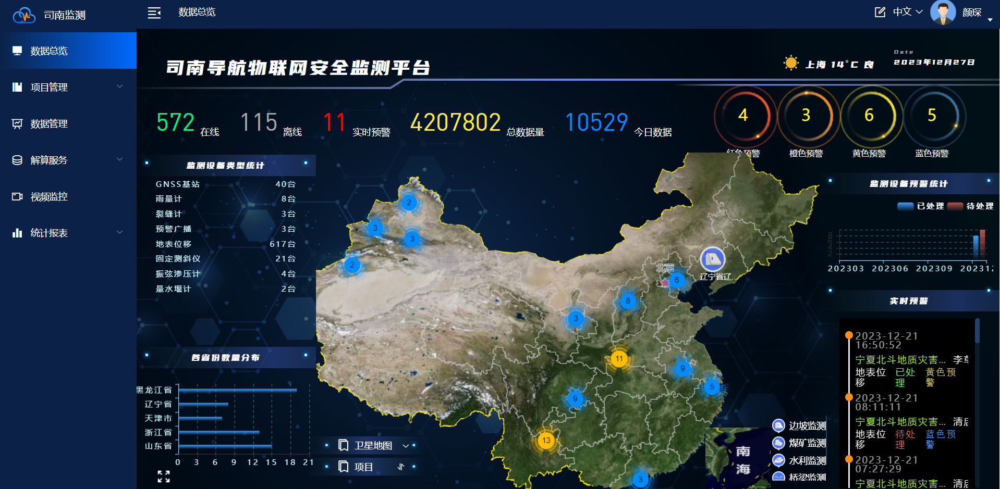 司南监测
数据总览
中文
颜琛
数据总览
项目管理
数据管理
解算服务
视频监控
统计报表
司南导航物联网安全监测平台
上海 14°C 良
Date
2023年12月27日
572 在线
115 离线
11 实时预警
4207802 总数据量
10529 今日数据
4
3
6
5
红色预警
橙色预警
黄色预警
蓝色预警
监测设备类型统计
GNSS基站 40台
雨量计 8台
裂缝计 3台
预警广播 3台
地表位移 617台
固定测斜仪 21台
振弦渗压计 4台
量水堰计 2台
各省份数量分布
黑龙江省
辽宁省
天津市
浙江省
山东省
0 3 6 9 12 15 18 21
2
3
3
2
北京
6
辽宁省辽...
8
3
11
9
5
9
13
3
卫星地图
项目
南
海
边坡监测
煤矿监测
水利监测
桥梁监测
监测设备预警统计
已处理 待处理
8
6
4
2
202303 202306 202309 202312
实时预警
2023-12-21
16:50:52
宁夏北斗地质灾害... 李
地表位移 已处理 黄色预警
2023-12-21
08:11:11
宁夏北斗地质灾害... 清
地表位移 待处理 蓝色预警
2023-12-21
07:27:29
宁夏北斗地质灾害... 清